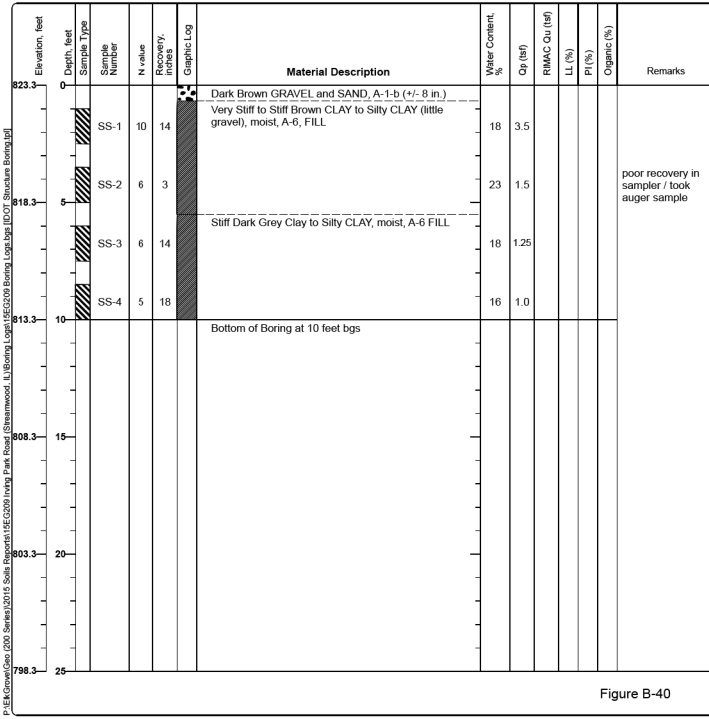 Elevation, feet
Depth, feet
Sample Type
Sample Number
N value
Recovery, inches
Graphic Log
Material Description
Water Content, %
Qp (tsf)
RIMAC Qu (tsf)
LL (%)
PI (%)
Organic (%)
Remarks
823.3 0
Dark Brown GRAVEL and SAND, A-1-b (+/- 8 in.)
Very Stiff to Stiff Brown CLAY to Silty CLAY (little
gravel), moist, A-6, FILL
SS-1 10 14 18 3.5
SS-2 6 3 23 1.5
poor recovery in
sampler / took
auger sample
818.3 5
Stiff Dark Grey Clay to Silty CLAY, moist, A-6 FILL
SS-3 6 14 18 1.25
SS-4 5 18 16 1.0
813.3 10
Bottom of Boring at 10 feet bgs
808.3 15
803.3 20
798.3 25
Figure B-40
P:\ElkGrove\Geo (200 Series)\2015 Soils Reports\15EG209 Irving Park Road (Streamwood, IL)\Boring Logs\15EG209 Boring Logs.bgs [IDOT Structure Boring.tpl]